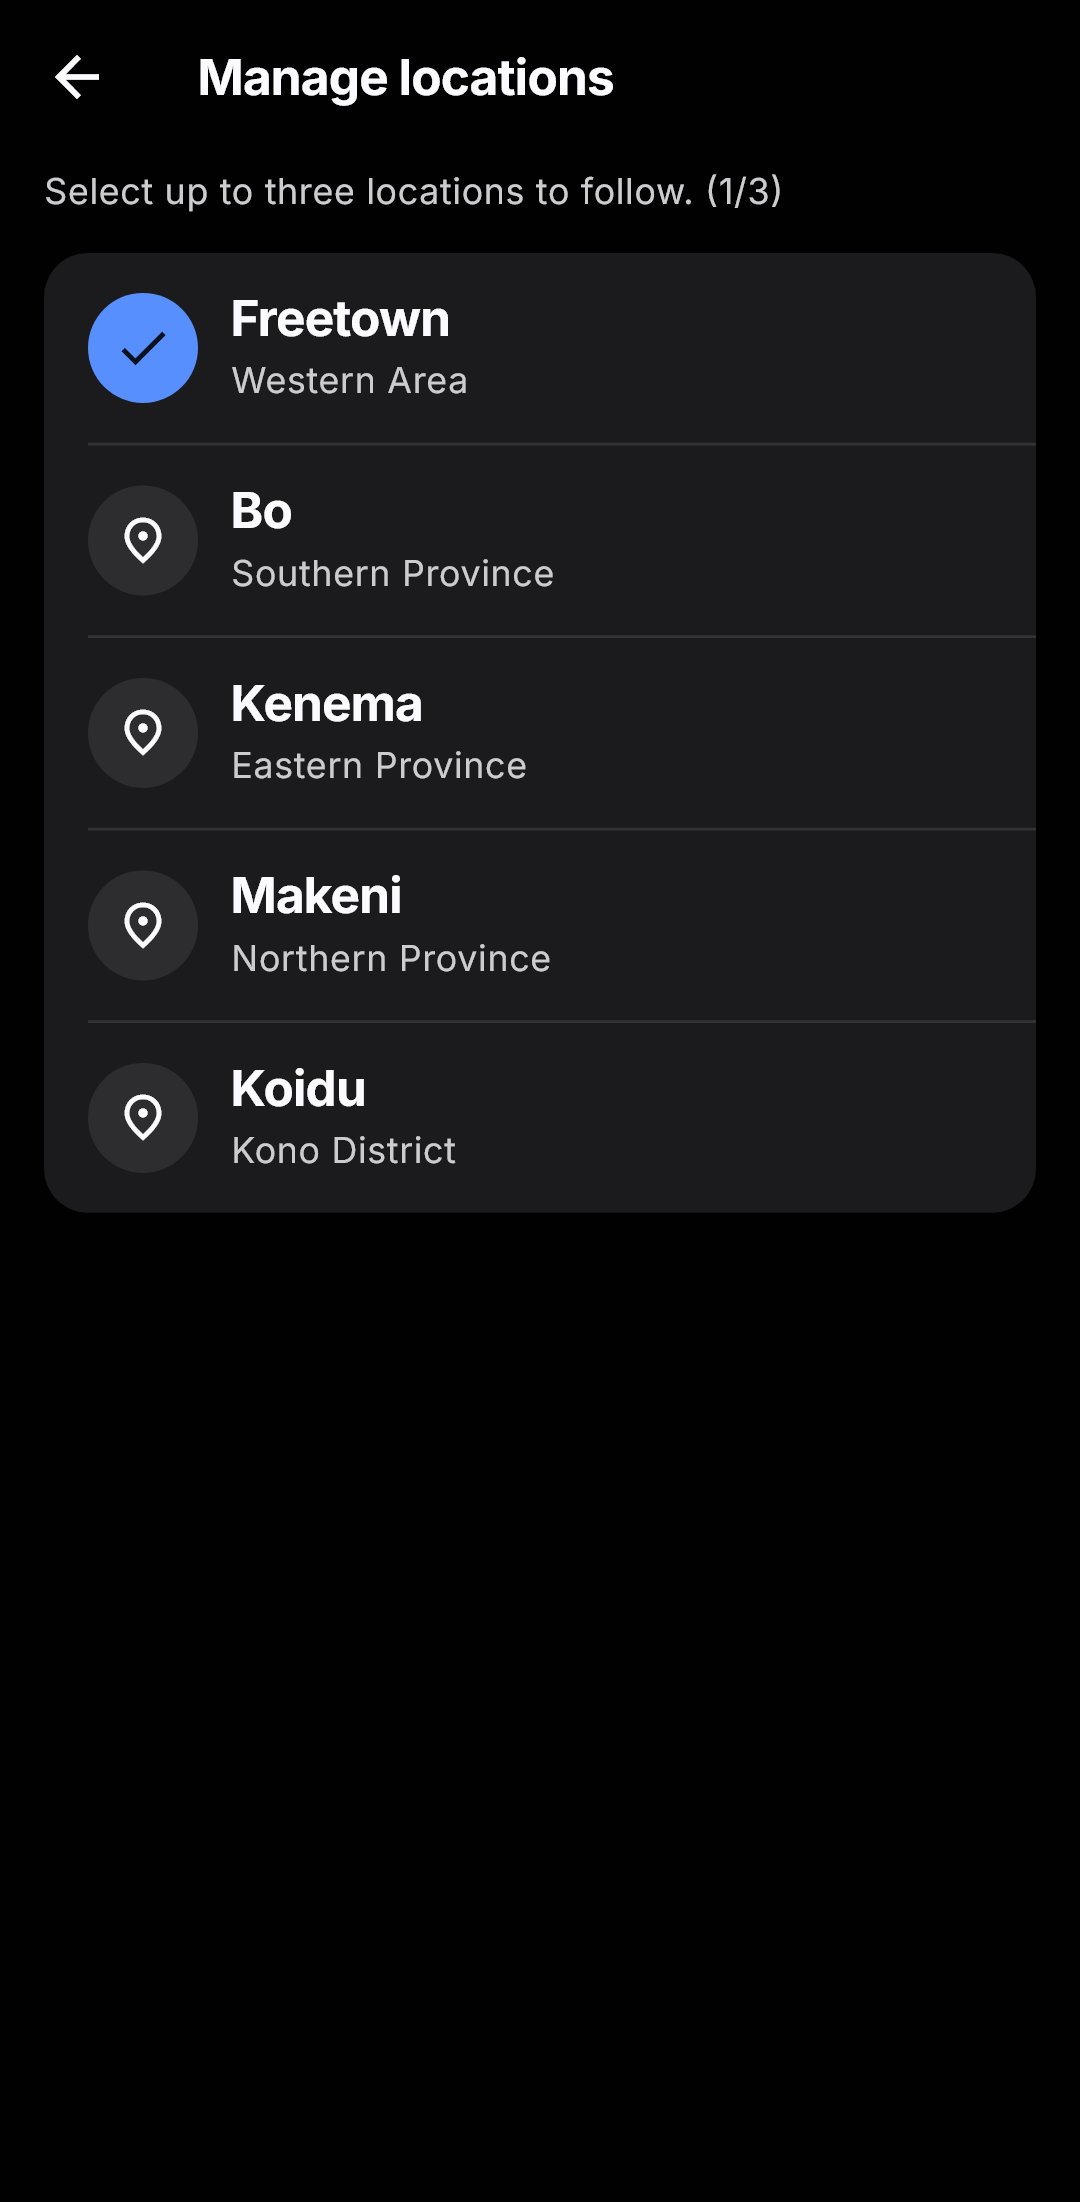 Manage locations
Select up to three locations to follow. (1/3)
Freetown
Western Area
Bo
Southern Province
Kenema
Eastern Province
Makeni
Northern Province
Koidu
Kono District